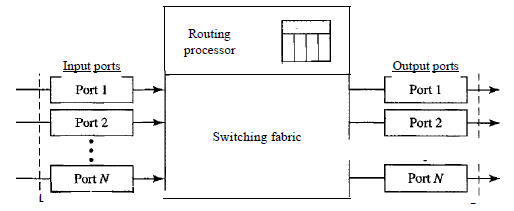 Routing
processor
Input ports
Output ports
Port 1
Port 1
Port 2
Port 2
Switching fabric
Port N
Port N